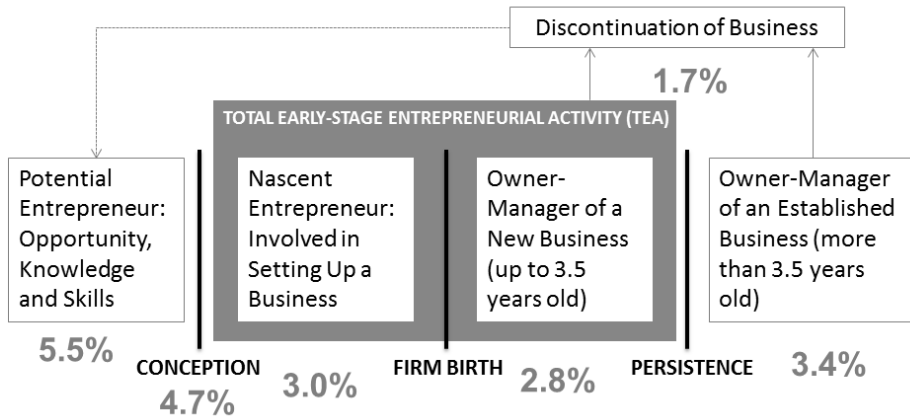 Discontinuation of Business
1.7%
TOTAL EARLY-STAGE ENTREPRENEURIAL ACTIVITY (TEA)
Potential
Entrepreneur:
Opportunity,
Knowledge
and Skills
Nascent
Entrepreneur:
Involved in
Setting Up a
Business
Owner-
Manager of a
New Business
(up to 3.5
years old)
Owner-Manager
of an Established
Business (more
than 3.5 years
old)
5.5%
CONCEPTION
4.7%
3.0%
FIRM BIRTH
2.8%
PERSISTENCE
3.4%